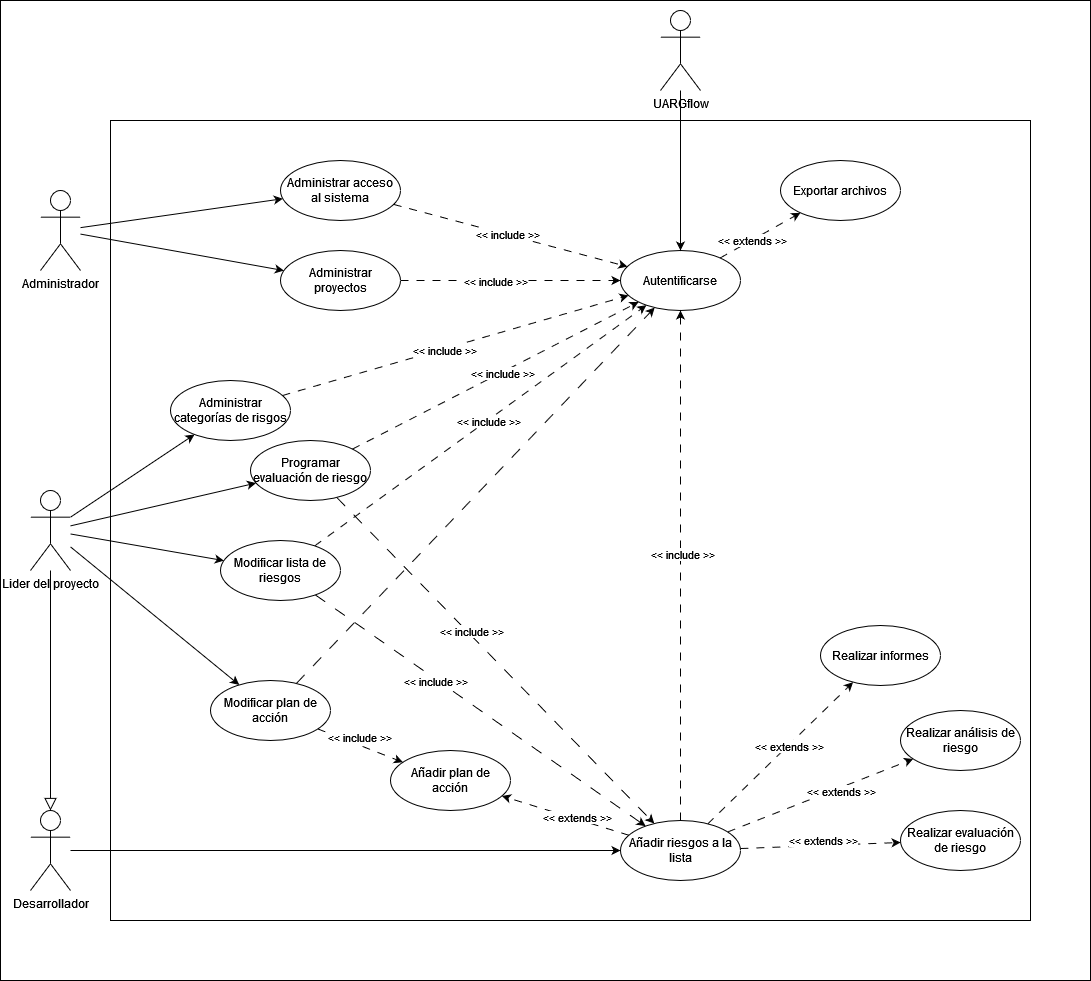 UARGflow
Administrar acceso
al sistema
Exportar archivos
<< include >>
<< extends >>
Administrador
Administrar
proyectos
<< include >>
Autentificarse
<< include >>
<< include >>
Administrar
categorías de risgos
<< include >>
Programar
evaluación de riesgo
Lider del proyecto
Modificar lista de
riesgos
<< include >>
<< include >>
Realizar informes
<< include >>
Modificar plan de
acción
<< include >>
Realizar análisis de
riesgo
<< extends >>
Añadir plan de
acción
<< extends >>
<< extends >>
Añadir riesgos a la
lista
<< extends >>
Realizar evaluación
de riesgo
Desarrollador